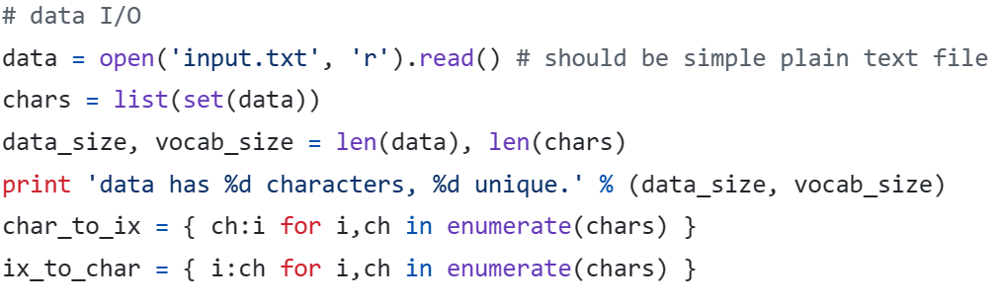 # data I/O
data = open('input.txt', 'r').read() # should be simple plain text file
chars = list(set(data))
data_size, vocab_size = len(data), len(chars)
print 'data has %d characters, %d unique.' % (data_size, vocab_size)
char_to_ix = { ch:i for i,ch in enumerate(chars) }
ix_to_char = { i:ch for i,ch in enumerate(chars) }